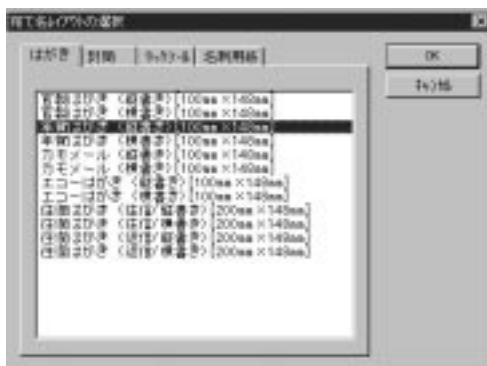 宛て名レイアウトの選択
はがき
封筒
タックシール
名刺用紙
OK
キャンセル
官製はがき (縦書き)[100mm×148mm]
官製はがき (横書き)[100mm×148mm]
年賀はがき (縦書き)[100mm×148mm]
年賀はがき (横書き)[100mm×148mm]
カモメール (縦書き)[100mm×148mm]
カモメール (横書き)[100mm×148mm]
エコーはがき (縦書き)[100mm×148mm]
エコーはがき (横書き)[100mm×148mm]
往復はがき (往信/縦書き)[200mm×148mm]
往復はがき (往信/横書き)[200mm×148mm]
往復はがき (返信/縦書き)[200mm×148mm]
往復はがき (返信/横書き)[200mm×148mm]